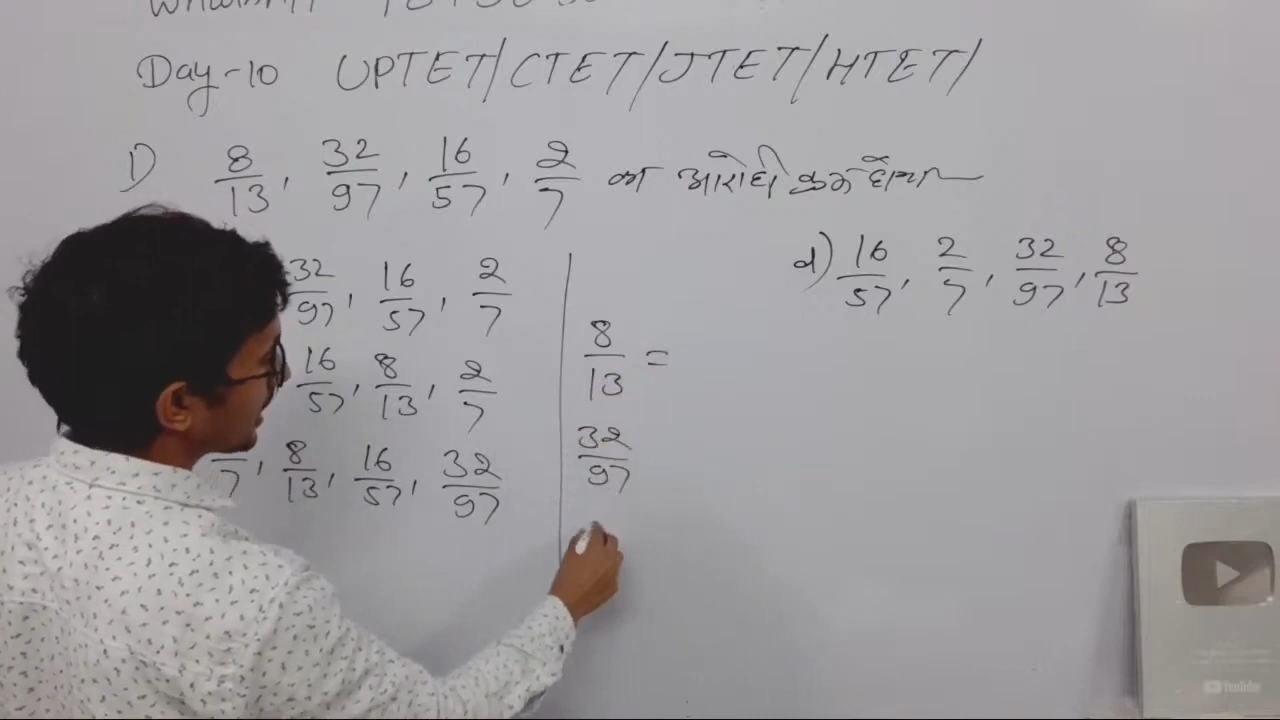 Day-10 UPTET/CTET/JTET/HTET/
1) 8/13, 32/97, 16/57, 2/7 का आरोही क्रम
32/97, 16/57, 2/7
d) 16/57, 2/7, 32/97, 8/13
16/57, 8/13, 2/7
8/13 =
7, 8/13, 16/57, 32/97
32/97
YouTube